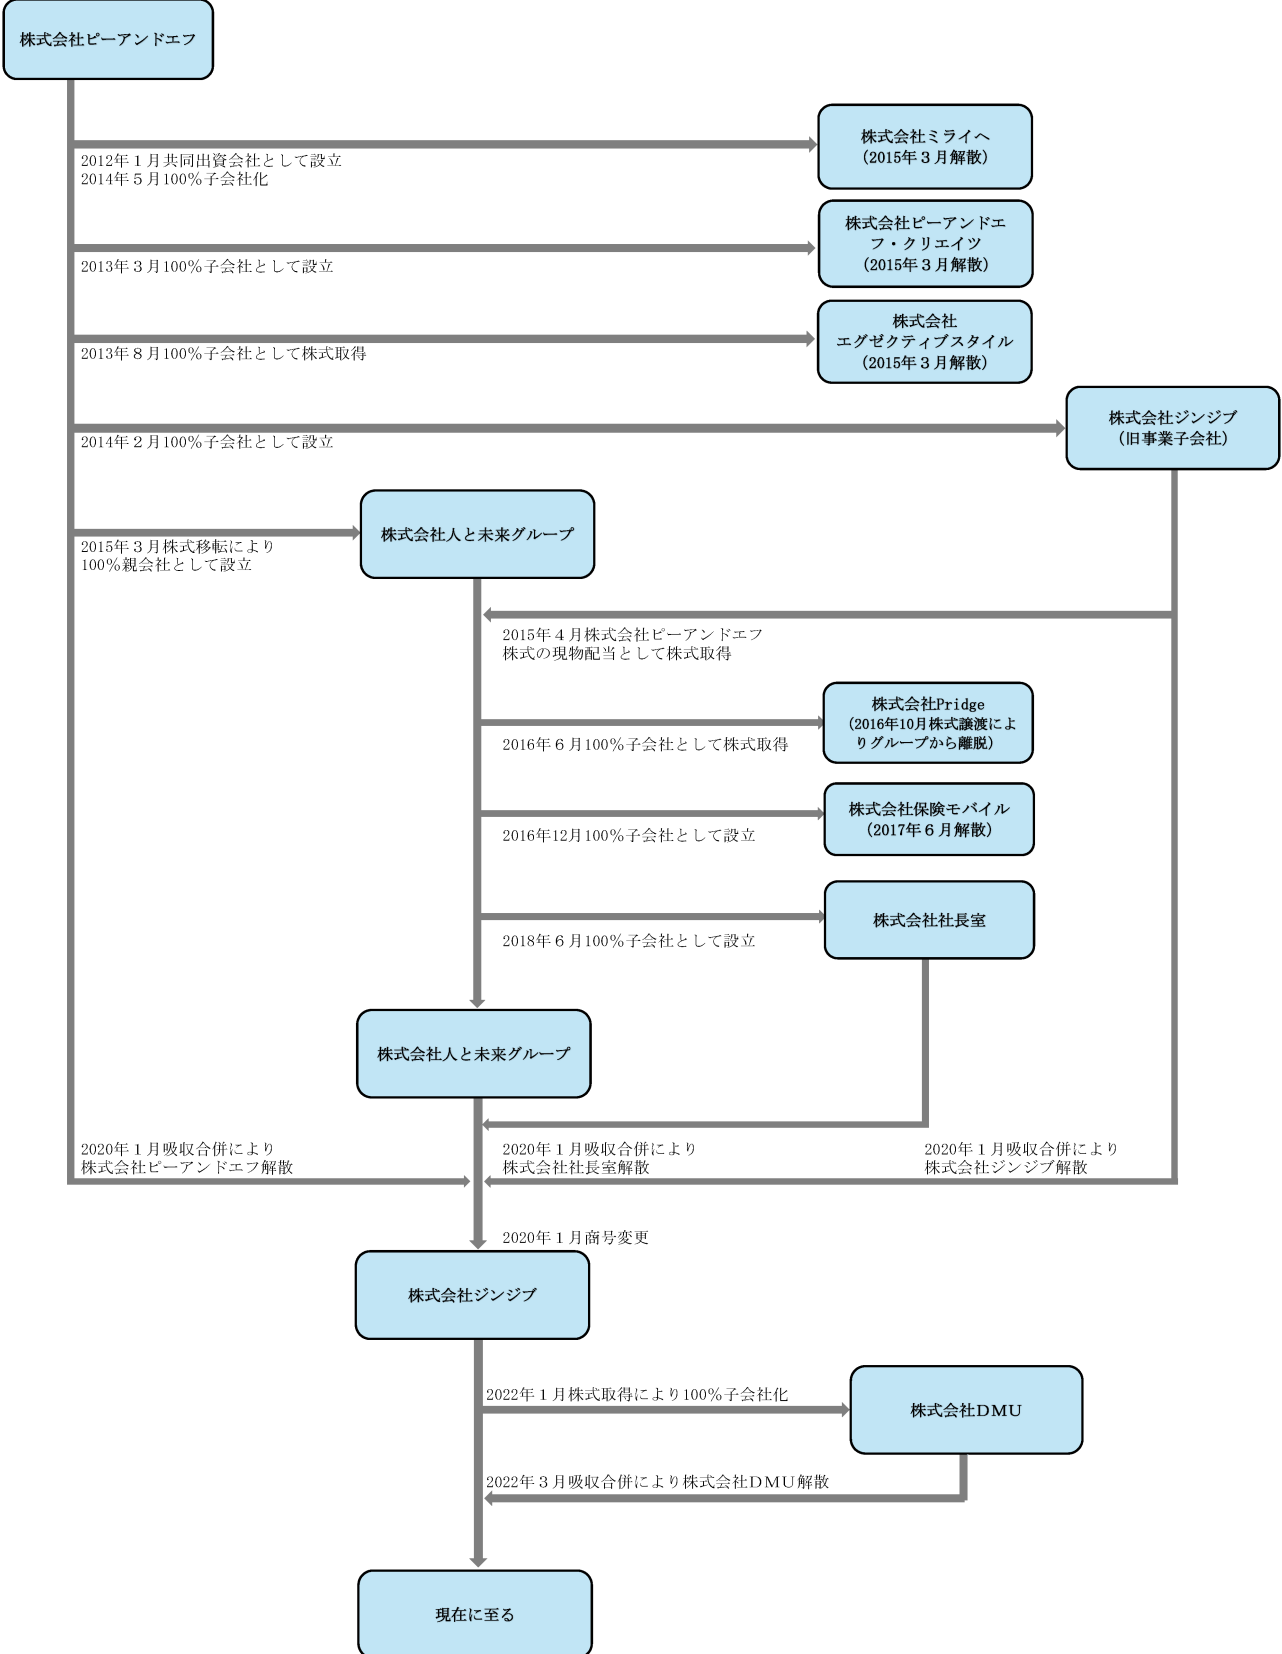 株式会社ピーアンドエフ
株式会社ミライへ
（2015年３月解散）
2012年１月共同出資会社として設立
2014年５月100％子会社化
株式会社ピーアンドエ
フ・クリエイツ
（2015年３月解散）
2013年３月100％子会社として設立
株式会社
エグゼクティブスタイル
（2015年３月解散）
2013年８月100％子会社として株式取得
株式会社ジンジブ
（旧事業子会社）
2014年２月100％子会社として設立
株式会社人と未来グループ
2015年３月株式移転により
100％親会社として設立
2015年４月株式会社ピーアンドエフ
株式の現物配当として株式取得
株式会社Pridge
（2016年10月株式譲渡によ
りグループから離脱）
2016年６月100％子会社として株式取得
株式会社保険モバイル
（2017年６月解散）
2016年12月100％子会社として設立
株式会社社長室
2018年６月100％子会社として設立
株式会社人と未来グループ
2020年１月吸収合併により
株式会社ピーアンドエフ解散
2020年１月吸収合併により
株式会社社長室解散
2020年１月吸収合併により
株式会社ジンジブ解散
2020年１月商号変更
株式会社ジンジブ
2022年１月株式取得により100％子会社化
株式会社ＤＭＵ
2022年３月吸収合併により株式会社ＤＭＵ解散
現在に至る